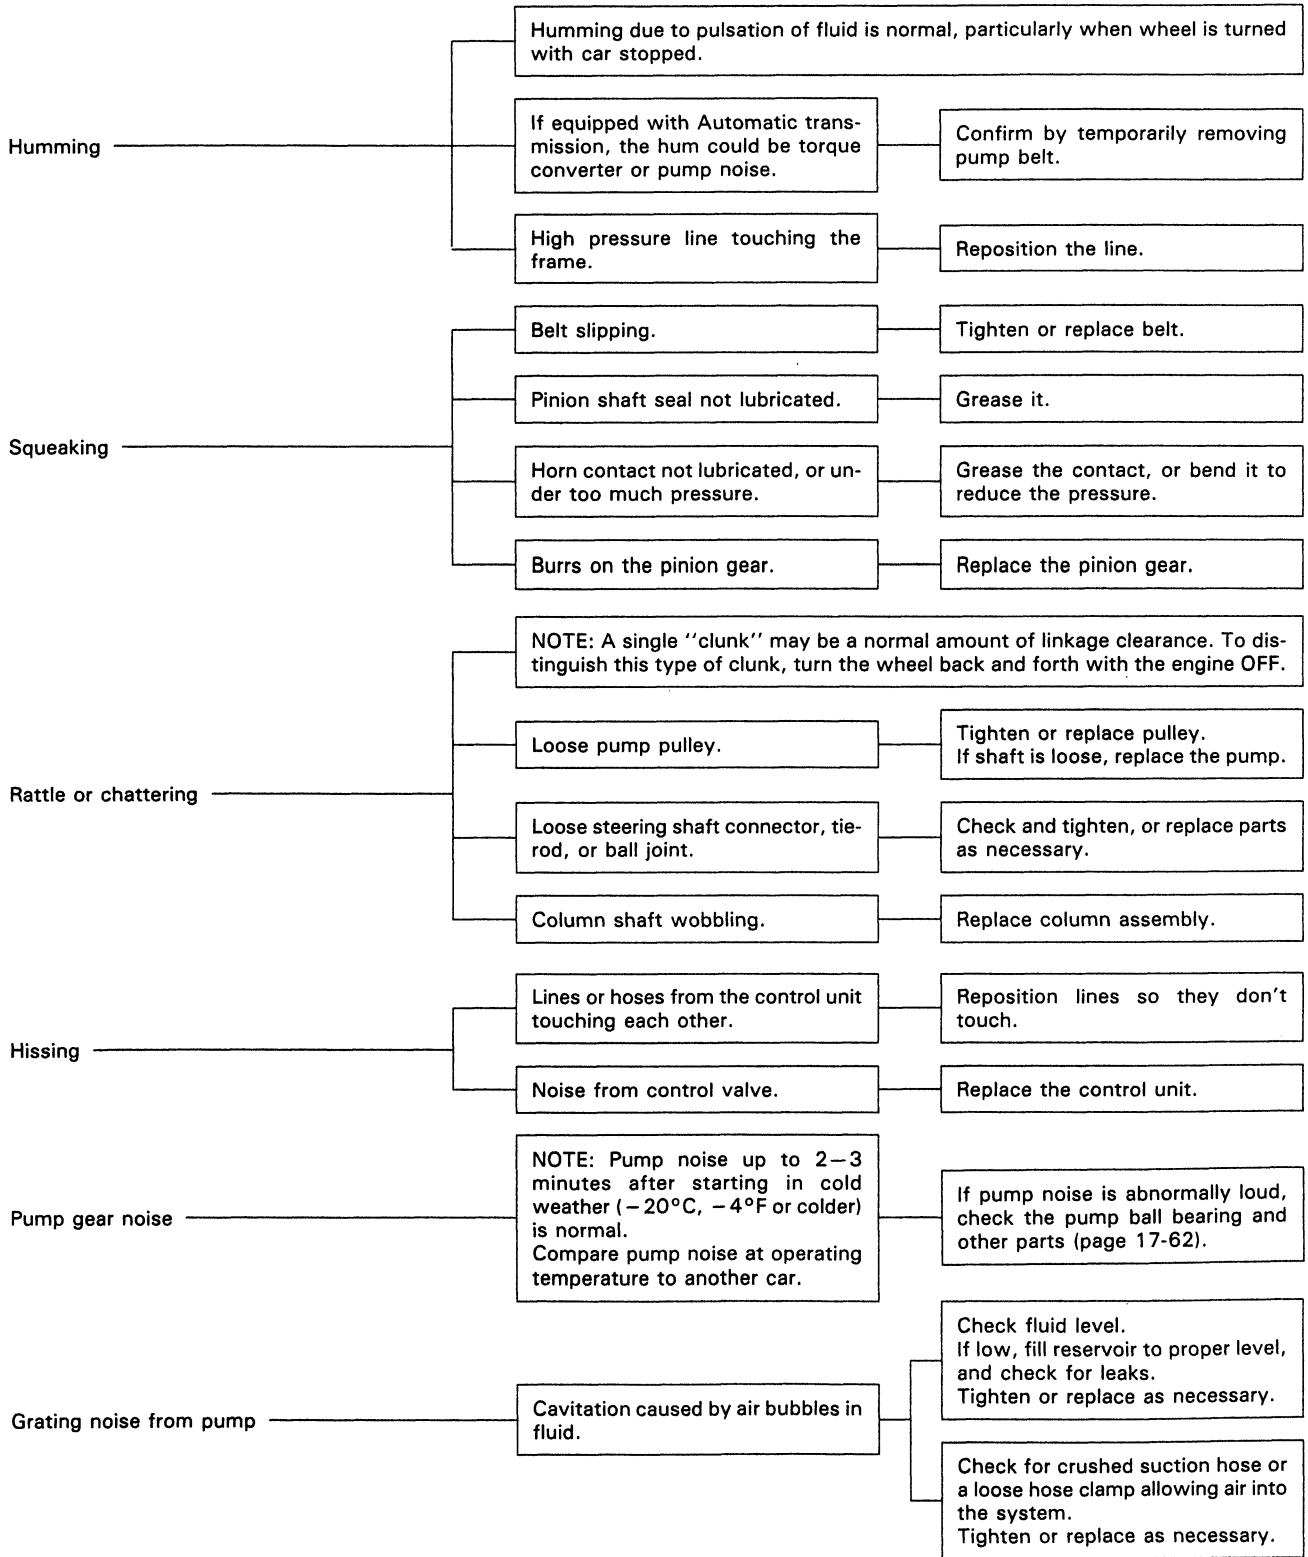 Humming
Humming due to pulsation of fluid is normal, particularly when wheel is turned
with car stopped.
If equipped with Automatic trans-
mission, the hum could be torque
converter or pump noise.
Confirm by temporarily removing
pump belt.
High pressure line touching the
frame.
Reposition the line.
Squeaking
Belt slipping.
Tighten or replace belt.
Pinion shaft seal not lubricated.
Grease it.
Horn contact not lubricated, or un-
der too much pressure.
Grease the contact, or bend it to
reduce the pressure.
Burrs on the pinion gear.
Replace the pinion gear.
Rattle or chattering
NOTE: A single ''clunk'' may be a normal amount of linkage clearance. To dis-
tinguish this type of clunk, turn the wheel back and forth with the engine OFF.
Loose pump pulley.
Tighten or replace pulley.
If shaft is loose, replace the pump.
Loose steering shaft connector, tie-
rod, or ball joint.
Check and tighten, or replace parts
as necessary.
Column shaft wobbling.
Replace column assembly.
Hissing
Lines or hoses from the control unit
touching each other.
Reposition lines so they don't
touch.
Noise from control valve.
Replace the control unit.
Pump gear noise
NOTE: Pump noise up to 2—3
minutes after starting in cold
weather (−20°C, −4°F or colder)
is normal.
Compare pump noise at operating
temperature to another car.
If pump noise is abnormally loud,
check the pump ball bearing and
other parts (page 17-62).
Grating noise from pump
Cavitation caused by air bubbles in
fluid.
Check fluid level.
If low, fill reservoir to proper level,
and check for leaks.
Tighten or replace as necessary.
Check for crushed suction hose or
a loose hose clamp allowing air into
the system.
Tighten or replace as necessary.